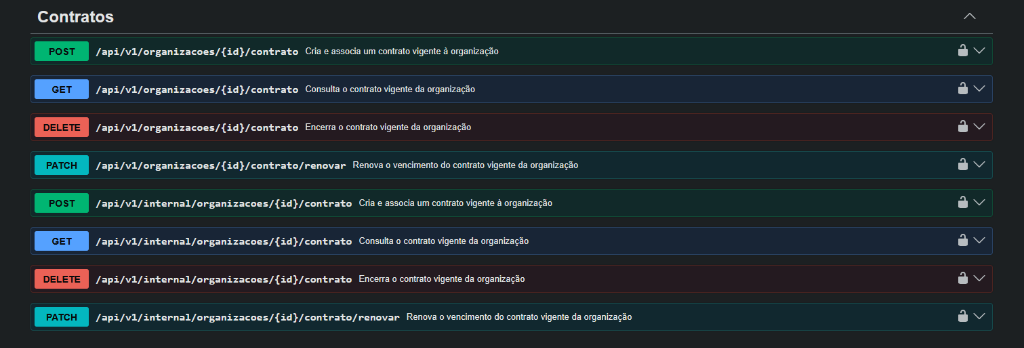 Contratos
POST /api/v1/organizacoes/{id}/contrato Cria e associa um contrato vigente à organização
GET /api/v1/organizacoes/{id}/contrato Consulta o contrato vigente da organização
DELETE /api/v1/organizacoes/{id}/contrato Encerra o contrato vigente da organização
PATCH /api/v1/organizacoes/{id}/contrato/renovar Renova o vencimento do contrato vigente da organização
POST /api/v1/internal/organizacoes/{id}/contrato Cria e associa um contrato vigente à organização
GET /api/v1/internal/organizacoes/{id}/contrato Consulta o contrato vigente da organização
DELETE /api/v1/internal/organizacoes/{id}/contrato Encerra o contrato vigente da organização
PATCH /api/v1/internal/organizacoes/{id}/contrato/renovar Renova o vencimento do contrato vigente da organização